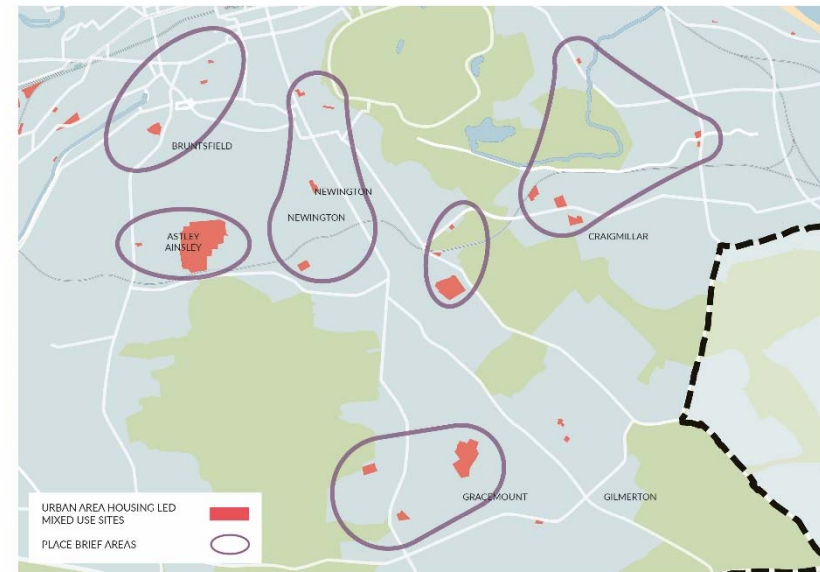 BRUNTSFIELD
NEWINGTON
NEWINGTON
ASTLEY
AINSLEY
CRAIGMILLAR
GRACEMOUNT
GILMERTON
URBAN AREA HOUSING LED
MIXED USE SITES
PLACE BRIEF AREAS